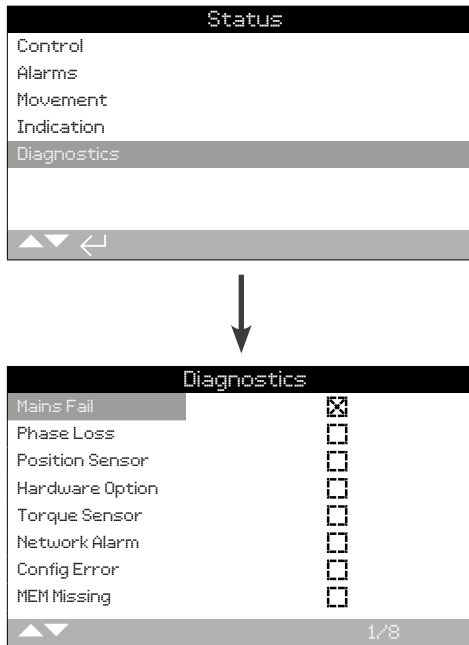 Status
Control
Alarms
Movement
Indication
Diagnostics
Diagnostics
Mains Fail
Phase Loss
Position Sensor
Hardware Option
Torque Sensor
Network Alarm
Config Error
MEM Missing
1/8